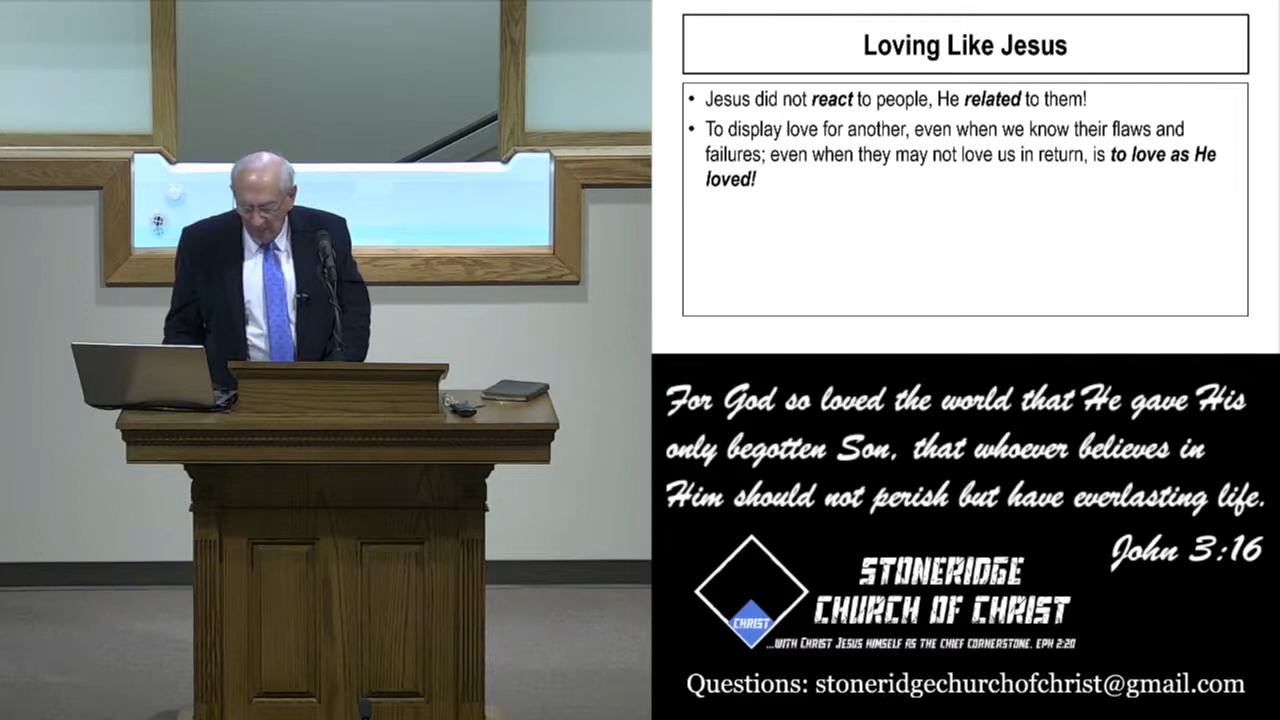 Loving Like Jesus
• Jesus did not react to people, He related to them!
• To display love for another, even when we know their flaws and
failures; even when they may not love us in return, is to love as He
loved!
For God so loved the world that He gave His
only begotten Son, that whoever believes in
Him should not perish but have everlasting life.
John 3:16
CHRIST
STONERIDGE
CHURCH OF CHRIST
...WITH CHRIST JESUS HIMSELF AS THE CHIEF CORNERSTONE. EPH 2:20
Questions: stoneridgechurchofchrist@gmail.com